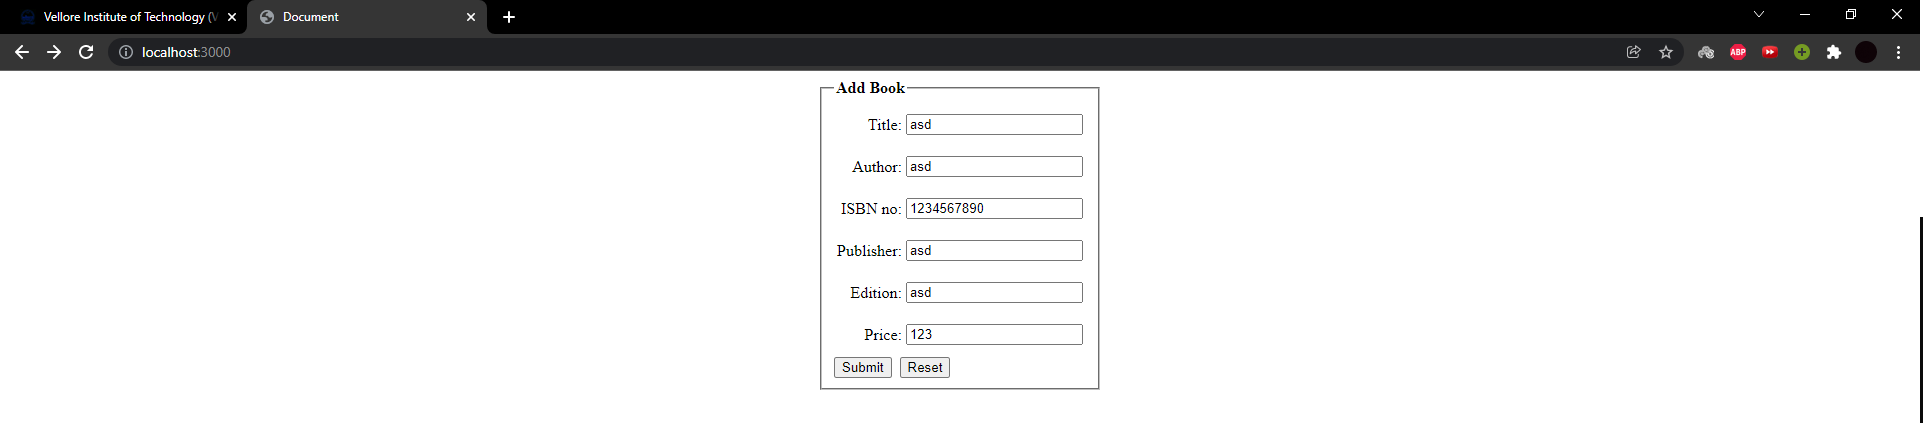 Vellore Institute of Technology (V
Document
localhost:3000
ABP
Add Book
Title: asd
Author: asd
ISBN no: 1234567890
Publisher: asd
Edition: asd
Price: 123
Submit Reset